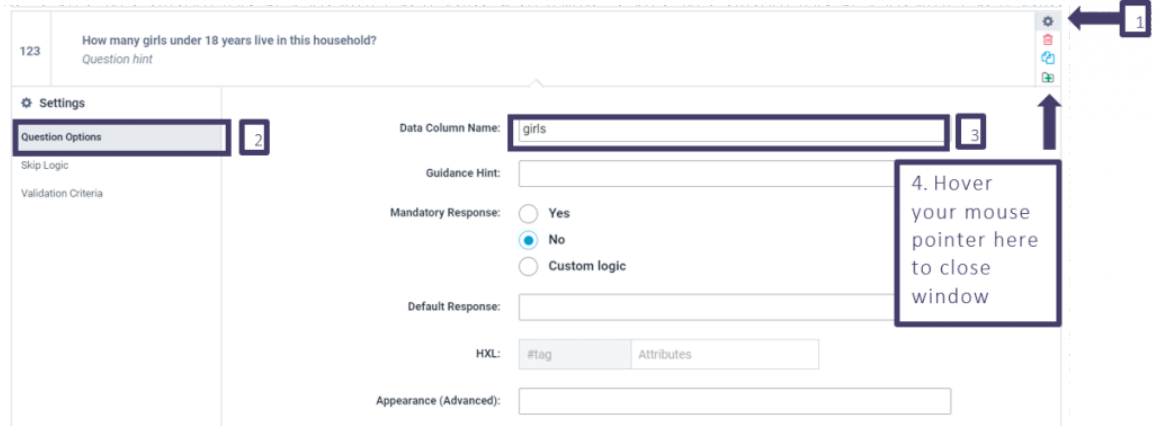 1
123
How many girls under 18 years live in this household?
Question hint
Settings
Question Options
2
Skip Logic
Validation Criteria
Data Column Name:
girls
3
Guidance Hint:
Mandatory Response:
Yes
No
Custom logic
4. Hover
your mouse
pointer here
to close
window
Default Response:
HXL:
#tag
Attributes
Appearance (Advanced):